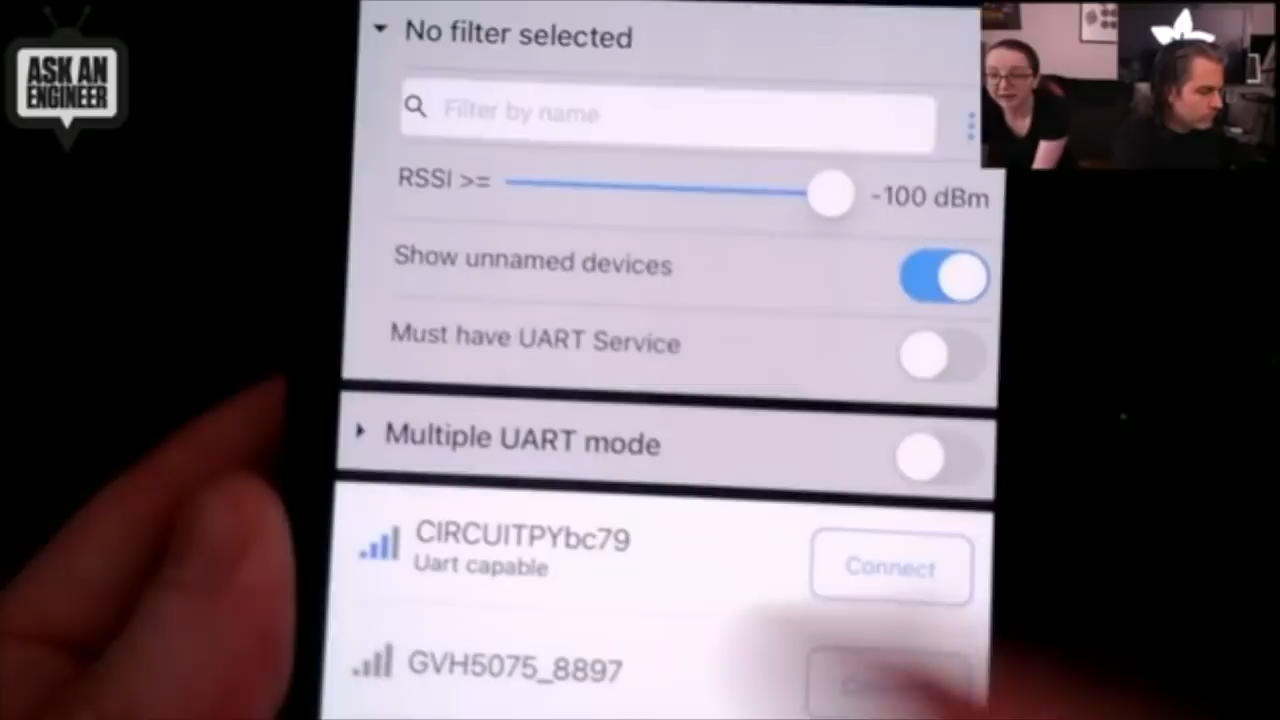 ASK AN
ENGINEER
No filter selected
Filter by name
RSSI >= -100 dBm
Show unnamed devices
Must have UART Service
Multiple UART mode
CIRCUITPYbc79
Uart capable
Connect
GVH5075_8897